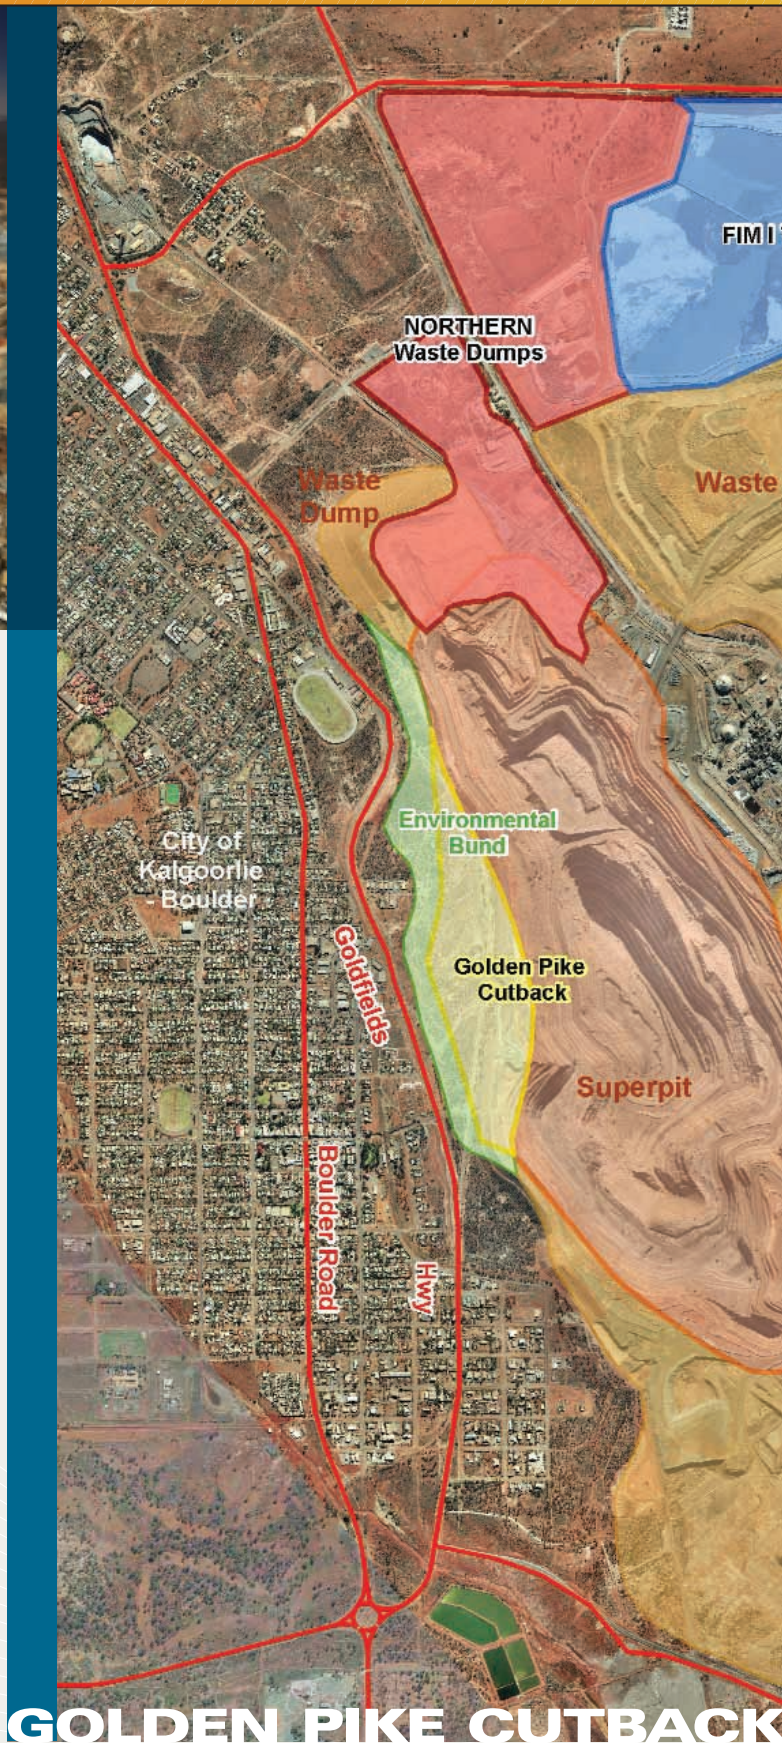 FIM I
NORTHERN
Waste Dumps
Waste
Dump
Waste
Environmental
Bund
City of
Kalgoorlie
- Boulder
Goldfields
Golden Pike
Cutback
Superpit
Boulder Road
Hwy
GOLDEN PIKE CUTBACK